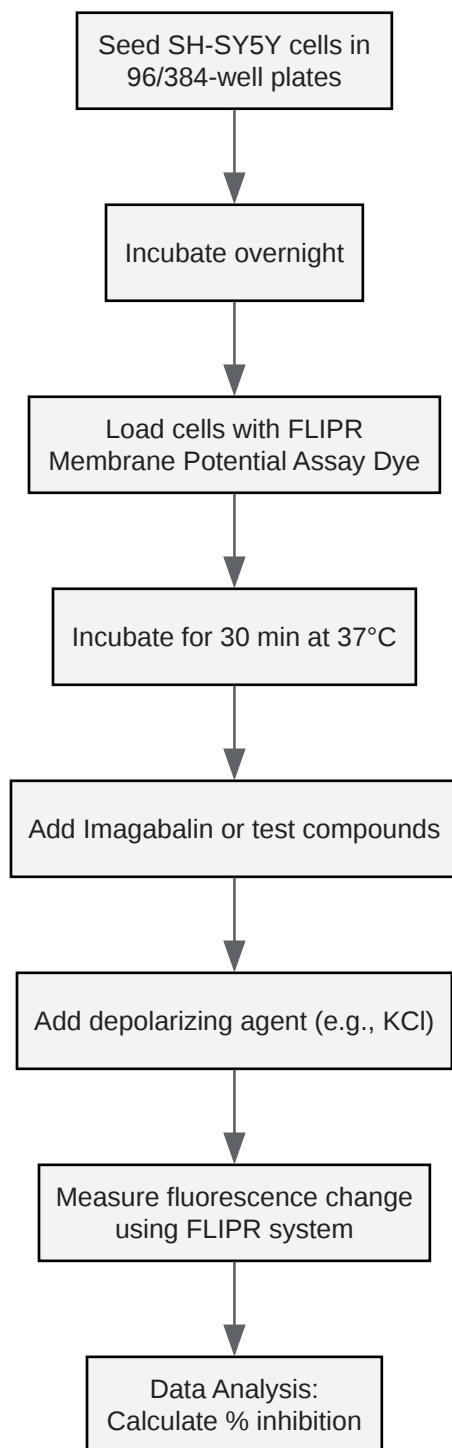 Seed SH-SY5Y cells in
96/384-well plates
Incubate overnight
Load cells with FLIPR
Membrane Potential Assay Dye
Incubate for 30 min at 37°C
Add Imagabalin or test compounds
Add depolarizing agent (e.g., KCl)
Measure fluorescence change
using FLIPR system
Data Analysis:
Calculate % inhibition